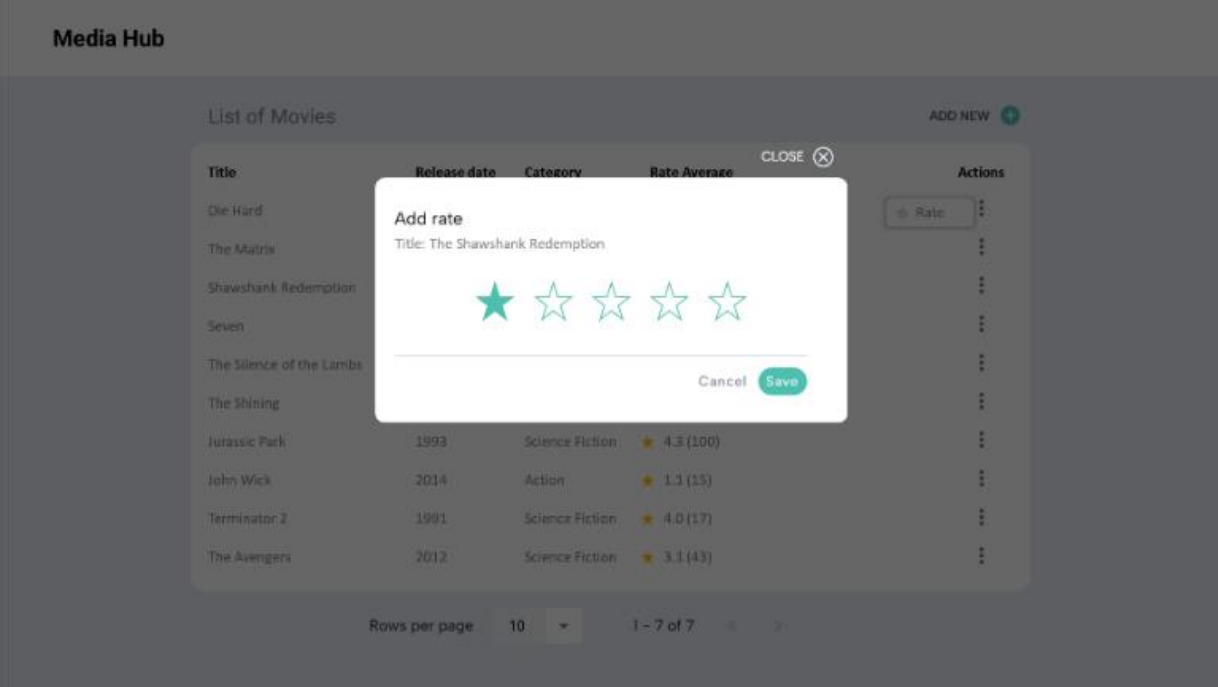 Media Hub
List of Movies
ADD NEW
CLOSE
Title Release date Category Rate Average Actions
Die Hard Rate
The Matrix
Shawshank Redemption
Seven
The Silence of the Lambs
The Shining
Add rate
Title: The Shawshank Redemption
Cancel Save
Jurassic Park 1993 Science Fiction 4.3 (100)
John Wick 2014 Action 1.1 (15)
Terminator 2 1991 Science Fiction 4.0 (17)
The Avengers 2012 Science Fiction 3.1 (43)
Rows per page 10 1 - 7 of 7